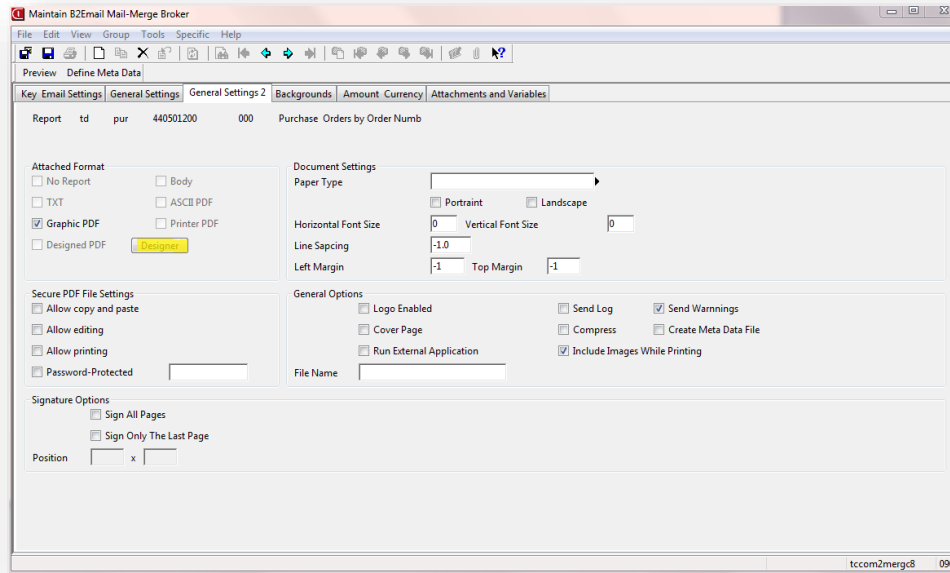 Maintain B2Email Mail-Merge Broker
File Edit View Group Tools Specific Help
Preview Define Meta Data
Key Email Settings General Settings General Settings 2 Backgrounds Amount Currency Attachments and Variables
Report td pur 440501200 000 Purchase Orders by Order Numb
Attached Format
No Report Body
TXT ASCII PDF
Graphic PDF Printer PDF
Designed PDF Designer
Document Settings
Paper Type
Portraint Landscape
Horizontal Font Size 0 Vertical Font Size 0
Line Sapcing -1.0
Left Margin -1 Top Margin -1
Secure PDF File Settings
Allow copy and paste
Allow editing
Allow printing
Password-Protected
General Options
Logo Enabled Send Log Send Warnnings
Cover Page Compress Create Meta Data File
Run External Application Include Images While Printing
File Name
Signature Options
Sign All Pages
Sign Only The Last Page
Position x
tccom2mergc8 09